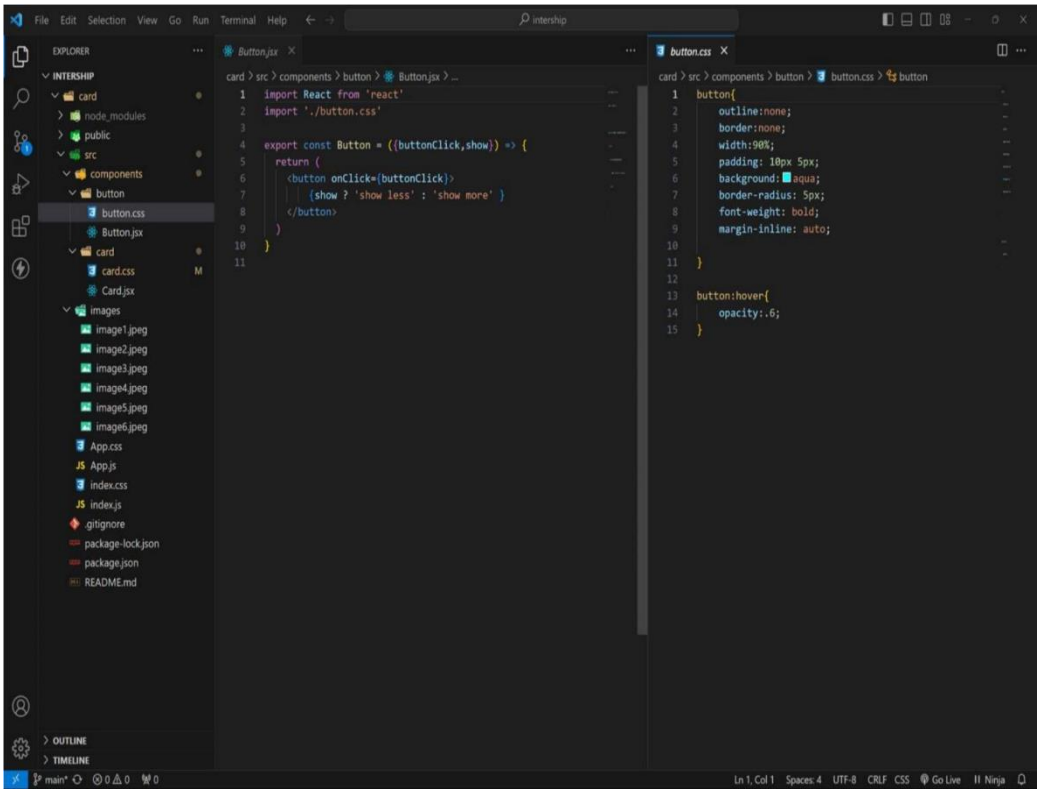 File Edit Selection View Go Run Terminal Help ← → intership
EXPLORER ...
INTERSHIP
card
node_modules
public
src
components
button
button.css
Button.jsx
card
card.css M
Card.jsx
images
image1.jpeg
image2.jpeg
image3.jpeg
image4.jpeg
image5.jpeg
image6.jpeg
App.css
JS App.js
index.css
JS index.js
.gitignore
package-lock.json
package.json
README.md
OUTLINE
TIMELINE
Button.jsx ...
card > src > components > button > Button.jsx > ...
1 import React from 'react'
2 import './button.css'
3
4 export const Button = ({buttonClick,show}) => {
5 return (
6 <button onClick={buttonClick}>
7 {show ? 'show less' : 'show more' }
8 </button>
9 )
10 }
11
button.css ...
card > src > components > button > button.css > button
1 button{
2 outline:none;
3 border:none;
4 width:90%;
5 padding: 10px 5px;
6 background: aqua;
7 border-radius: 5px;
8 font-weight: bold;
9 margin-inline: auto;
10
11 }
12
13 button:hover{
14 opacity:.6;
15 }
main* 0 0 0 Ln 1, Col 1 Spaces: 4 UTF-8 CRLF CSS Go Live Ninja